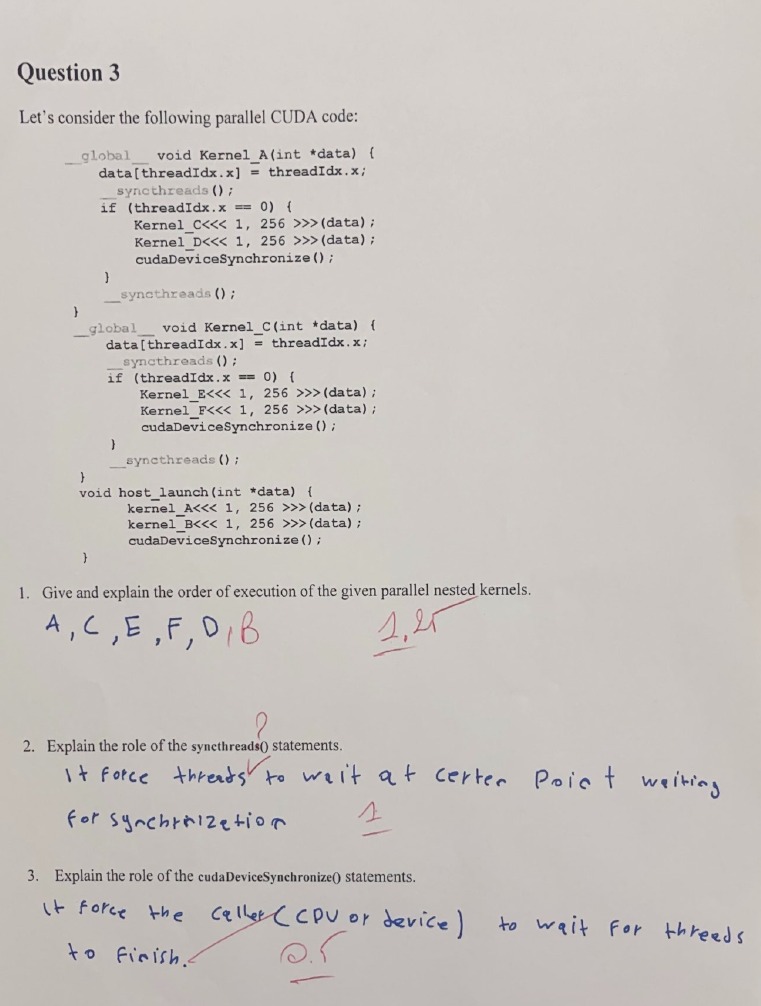 Question 3
Let's consider the following parallel CUDA code:
__global__ void Kernel_A(int *data) {
data[threadIdx.x] = threadIdx.x;
__syncthreads();
if (threadIdx.x == 0) {
Kernel_C<<< 1, 256 >>>(data);
Kernel_D<<< 1, 256 >>>(data);
cudaDeviceSynchronize();
}
__syncthreads();
}
__global__ void Kernel_C(int *data) {
data[threadIdx.x] = threadIdx.x;
__syncthreads();
if (threadIdx.x == 0) {
Kernel_E<<< 1, 256 >>>(data);
Kernel_F<<< 1, 256 >>>(data);
cudaDeviceSynchronize();
}
__syncthreads();
}
void host_launch(int *data) {
kernel_A<<< 1, 256 >>>(data);
kernel_B<<< 1, 256 >>>(data);
cudaDeviceSynchronize();
}
1. Give and explain the order of execution of the given parallel nested kernels.
A, C, E, F, D, B 1,25
?
2. Explain the role of the syncthreads() statements.
It force threads to wait at certen Point waiting
for synchrnization 1
3. Explain the role of the cudaDeviceSynchronize() statements.
It force the caller (CPU or device) to wait for threads
to finish. 0.5